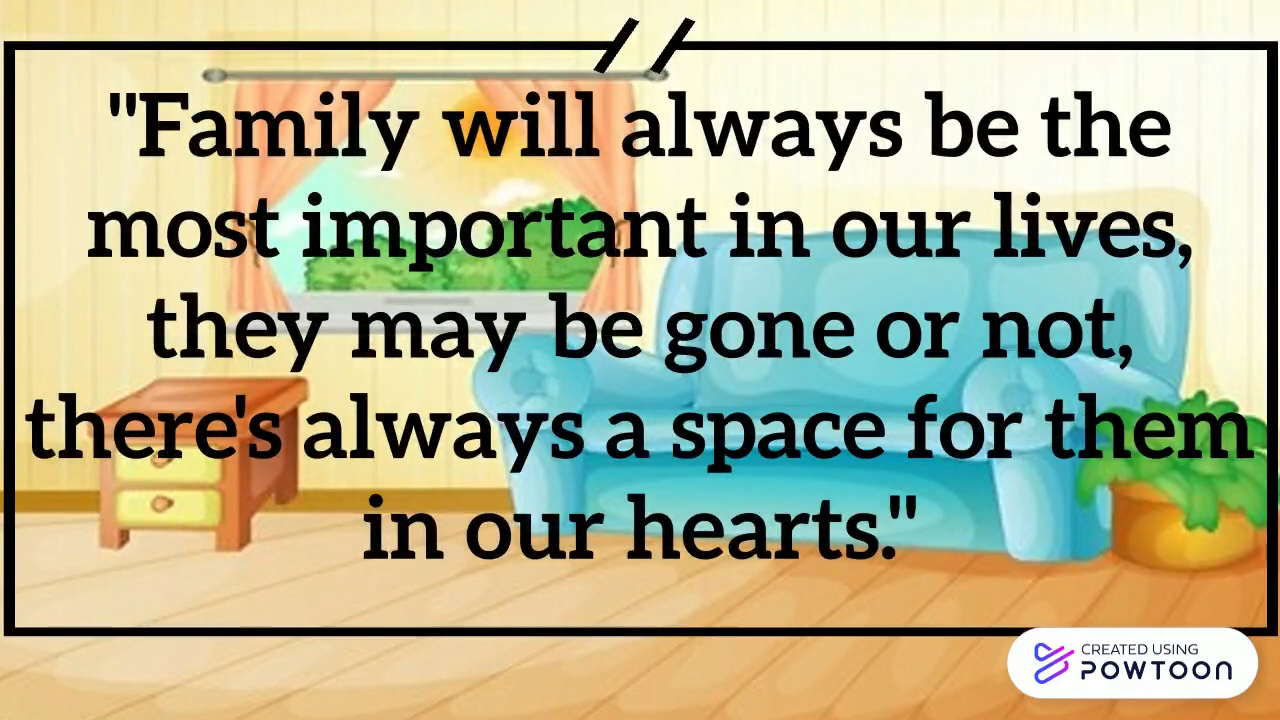 "Family will always be the
most important in our lives,
they may be gone or not,
there's always a space for them
in our hearts."
CREATED USING
POWTOON